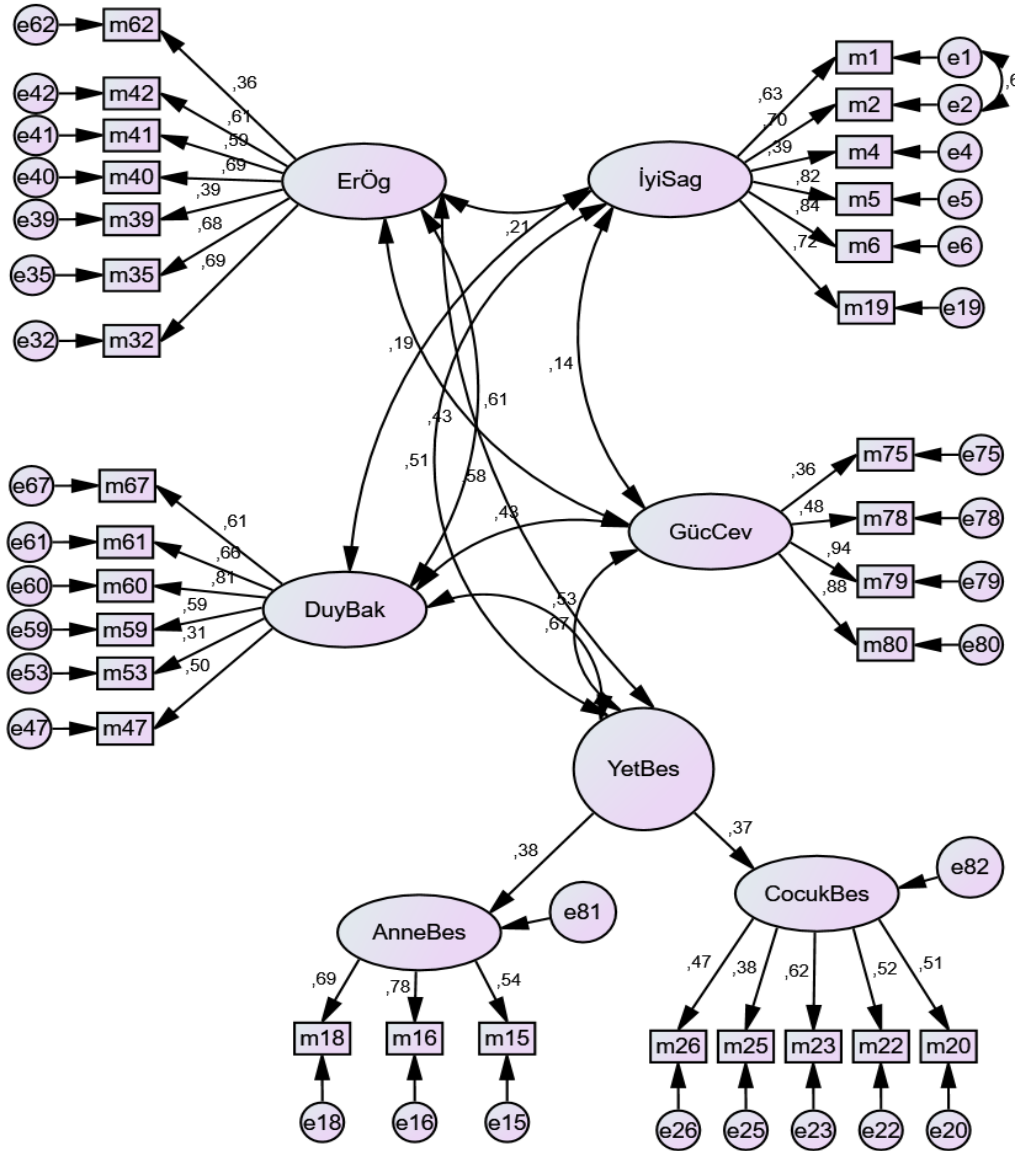 e62 m62
,36
e42 m42
,61
e41 m41
,59
e40 m40
,69
e39 m39
,39
e35 m35
,68
e32 m32
,69
ErÖg
İyiSag
,63
m1 e1
,70
m2 e2
,39
m4 e4
,82
m5 e5
,84
m6 e6
,72
m19 e19
,21
,19
,14
,61
,43
,51
,58
,43
,53
,67
e67 m67
,61
e61 m61
,66
e60 m60
,81
e59 m59
,59
e53 m53
,31
e47 m47
,50
DuyBak
GücCev
,36
m75 e75
,48
m78 e78
,94
m79 e79
,88
m80 e80
YetBes
,38
,37
AnneBes
e81
CocukBes
e82
,69 ,78 ,54
m18 m16 m15
e18 e16 e15
,47 ,38 ,62 ,52 ,51
m26 m25 m23 m22 m20
e26 e25 e23 e22 e20